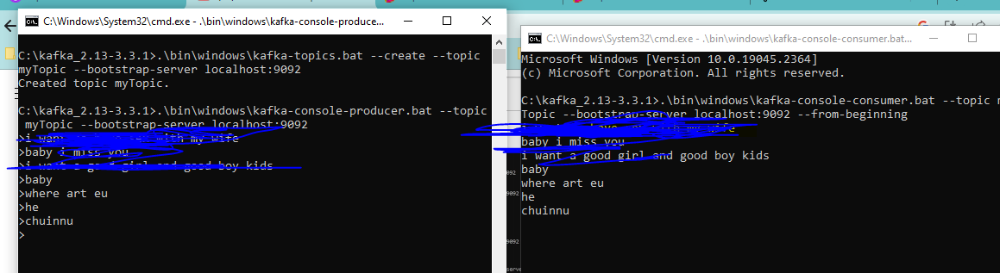 C:\Windows\System32\cmd.exe - .\bin\windows\kafka-console-produce...
C:\kafka_2.13-3.3.1>.\bin\windows\kafka-topics.bat --create --topic
myTopic --bootstrap-server localhost:9092
Created topic myTopic.
C:\kafka_2.13-3.3.1>.\bin\windows\kafka-console-producer.bat --topic
myTopic --bootstrap-server localhost:9092
>i want with my wife
>baby i miss you
>i want a good girl and good boy kids
>baby
>where art eu
>he
>chuinnu
>
C:\Windows\System32\cmd.exe - .\bin\windows\kafka-console-consumer.bat...
Microsoft Windows [Version 10.0.19045.2364]
(c) Microsoft Corporation. All rights reserved.
C:\kafka_2.13-3.3.1>.\bin\windows\kafka-console-consumer.bat --topic
Topic --bootstrap-server localhost:9092 --from-beginning
my wife
baby i miss you
i want a good girl and good boy kids
baby
where art eu
he
chuinnu